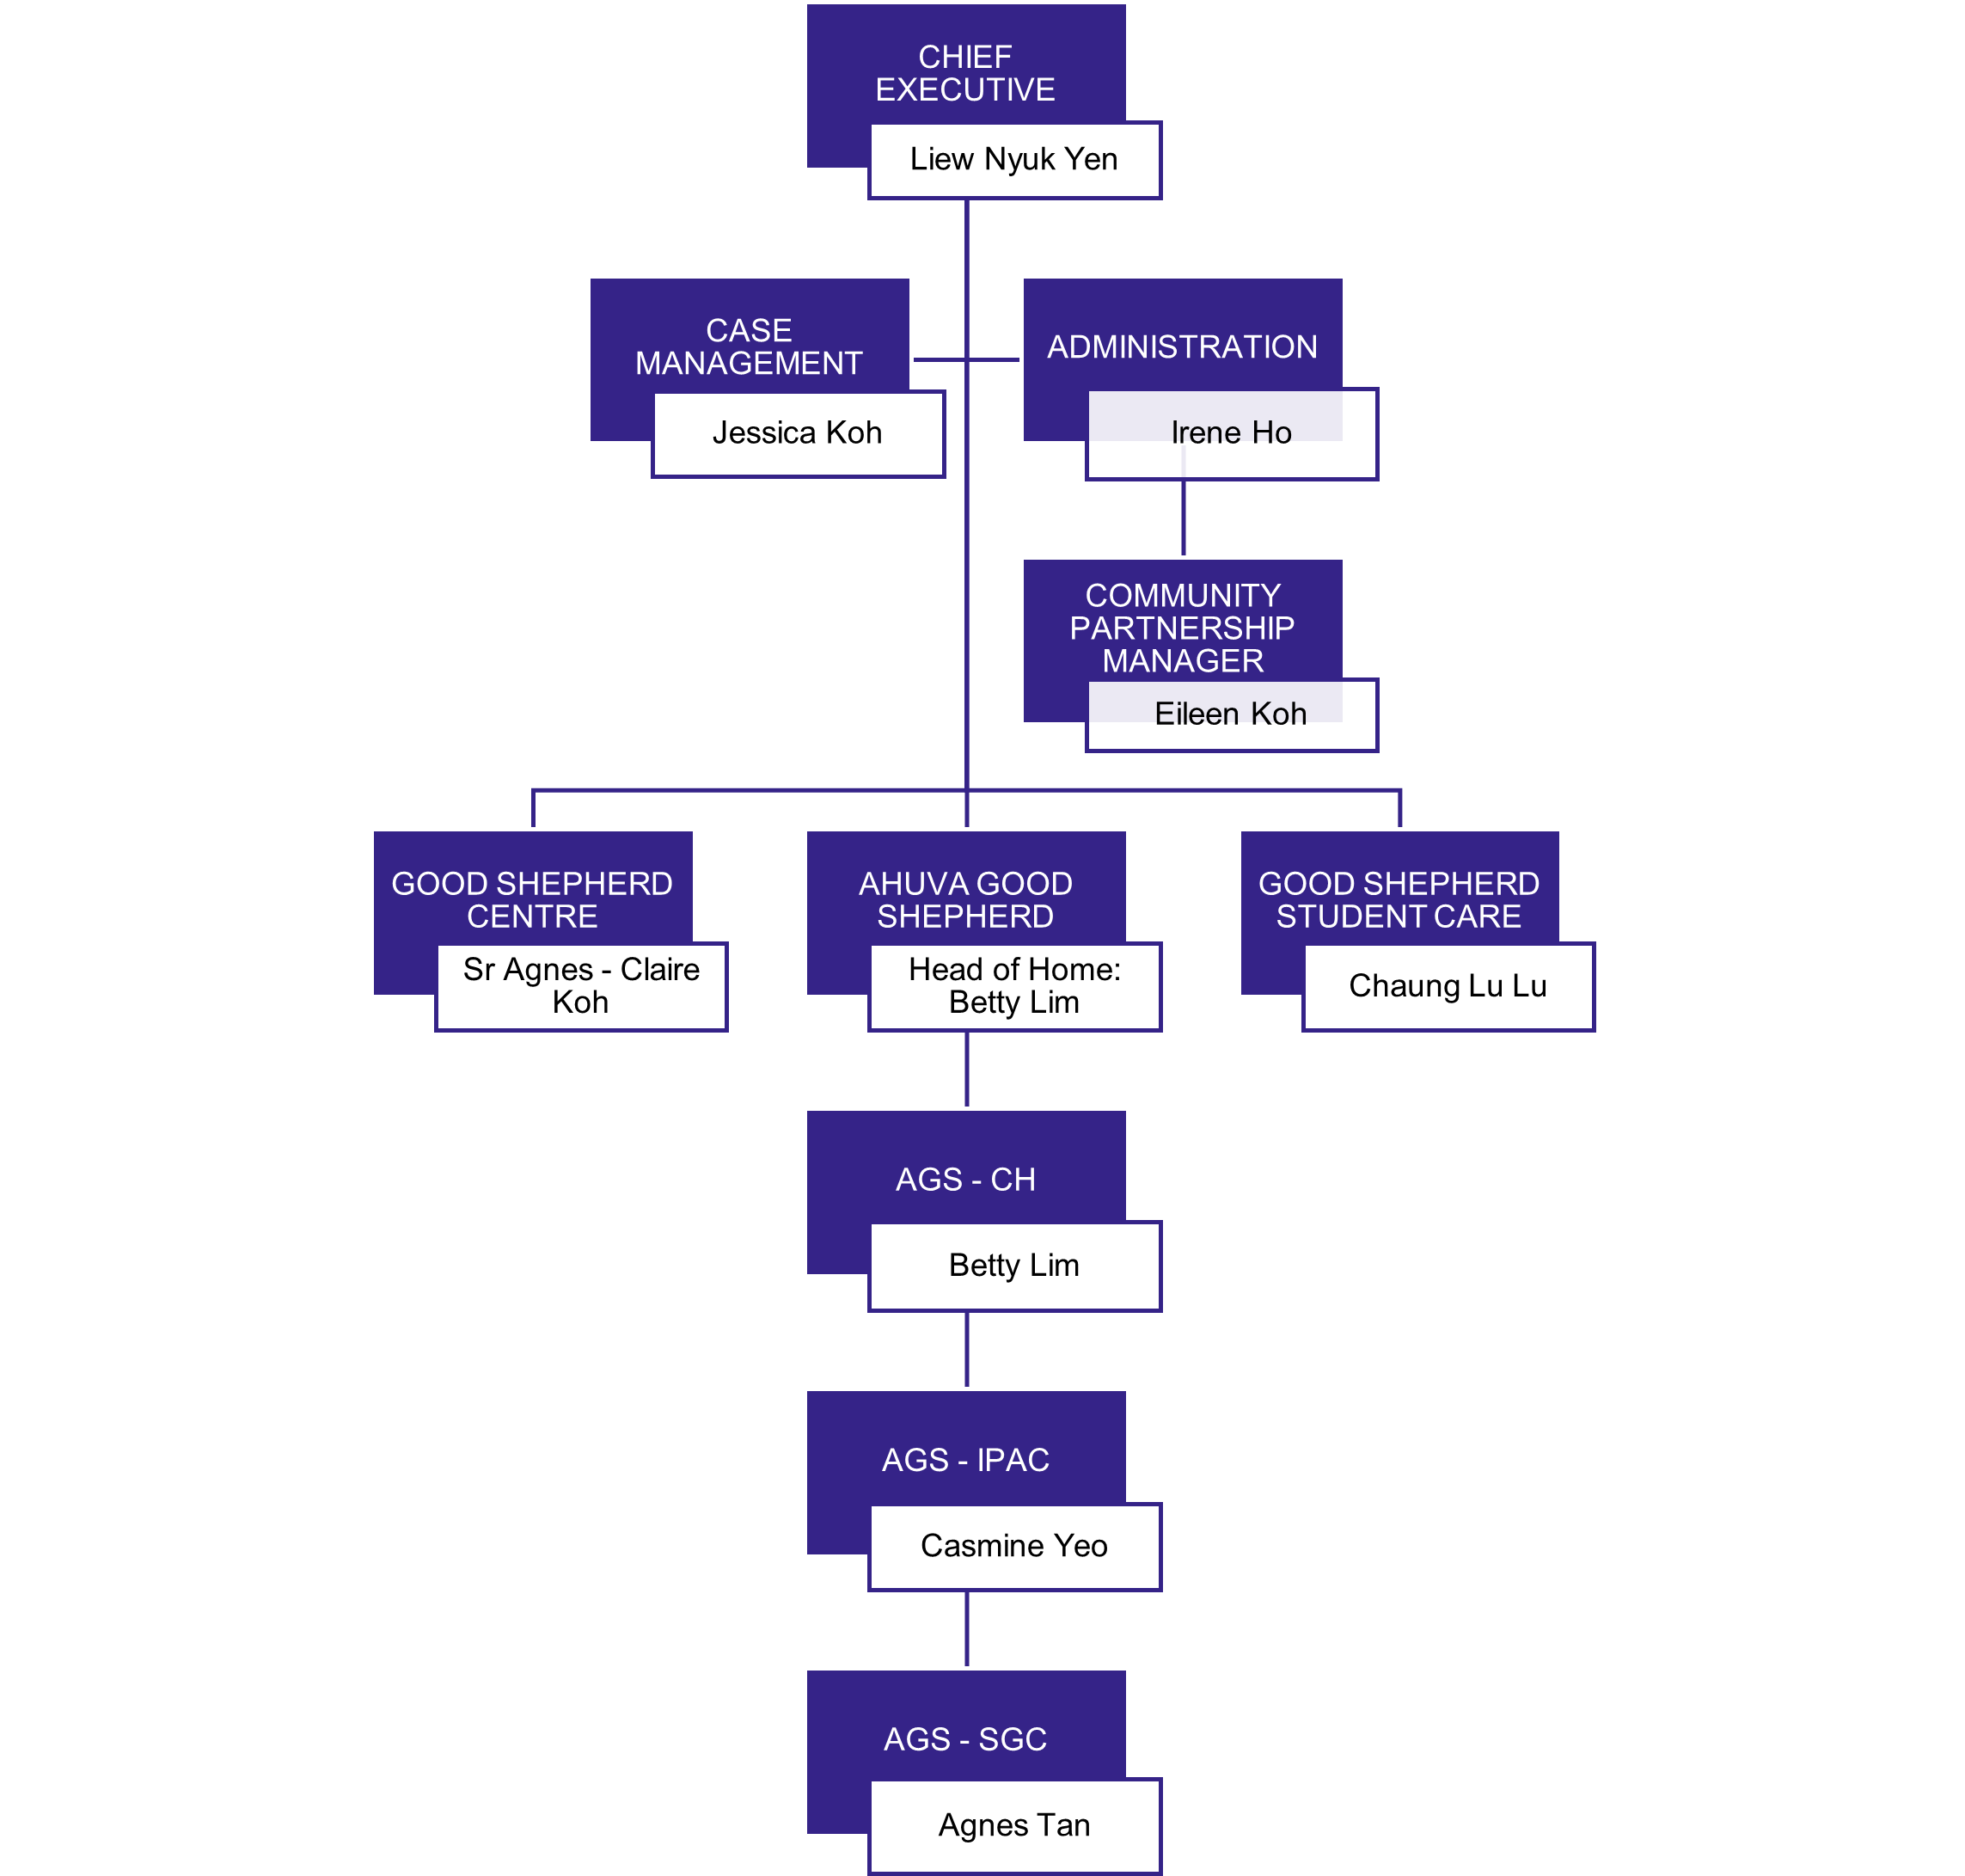 CHIEF
EXECUTIVE
Liew Nyuk Yen
CASE
MANAGEMENT
Jessica Koh
ADMINISTRATION
Irene Ho
COMMUNITY
PARTNERSHIP
MANAGER
Eileen Koh
GOOD SHEPHERD
CENTRE
Sr Agnes - Claire
Koh
AHUVA GOOD
SHEPHERD
Head of Home:
Betty Lim
GOOD SHEPHERD
STUDENT CARE
Chaung Lu Lu
AGS - CH
Betty Lim
AGS - IPAC
Casmine Yeo
AGS - SGC
Agnes Tan